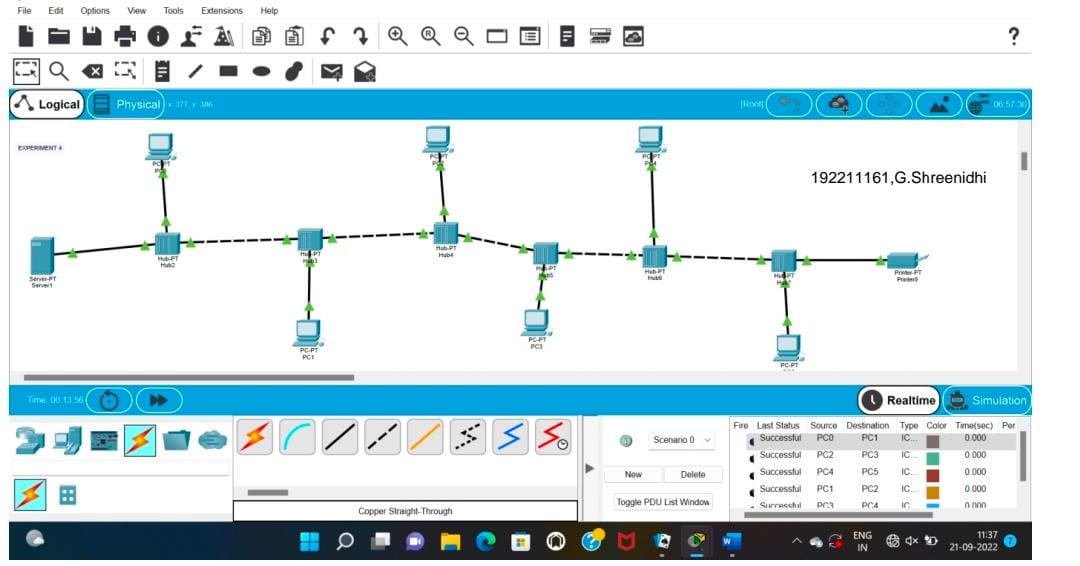 File Edit Options View Tools Extensions Help
?
Logical Physical x: 377, y: 386 [Root] 06:57:30
EXPERIMENT 4
192211161,G.Shreenidhi
PC-PT
PC-PT
PC-PT
Hub-PT
Hub2
Hub-PT
Hub3
Hub-PT
Hub4
Hub-PT
Hub5
Hub-PT
Hub6
Hub-PT
Server-PT
Server1
Printer-PT
Printer0
PC-PT
PC1
PC-PT
PC3
PC-PT
Time: 00:13:56 Realtime Simulation
Scenario 0
New Delete
Toggle PDU List Window
Copper Straight-Through
Fire Last Status Source Destination Type Color Time(sec) Per
Successful PC0 PC1 IC... 0.000
Successful PC2 PC3 IC... 0.000
Successful PC4 PC5 IC... 0.000
Successful PC1 PC2 IC... 0.000
Successful PC3 PC4 IC... 0.000
ENG
IN
11:37
21-09-2022
7